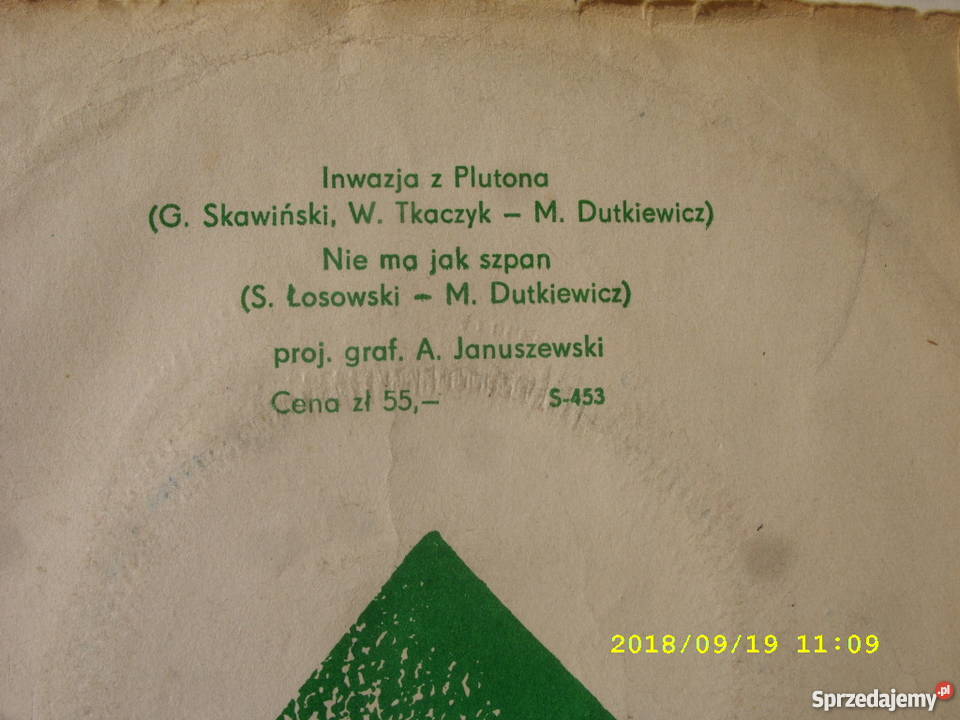 Inwazja z Plutona
(G. Skawiński, W. Tkaczyk – M. Dutkiewicz)
Nie ma jak szpan
(S. Łosowski – M. Dutkiewicz)
proj. graf. A. Januszewski
Cena zł 55,— S-453
2018/09/19 11:09
Sprzedajemy.pl